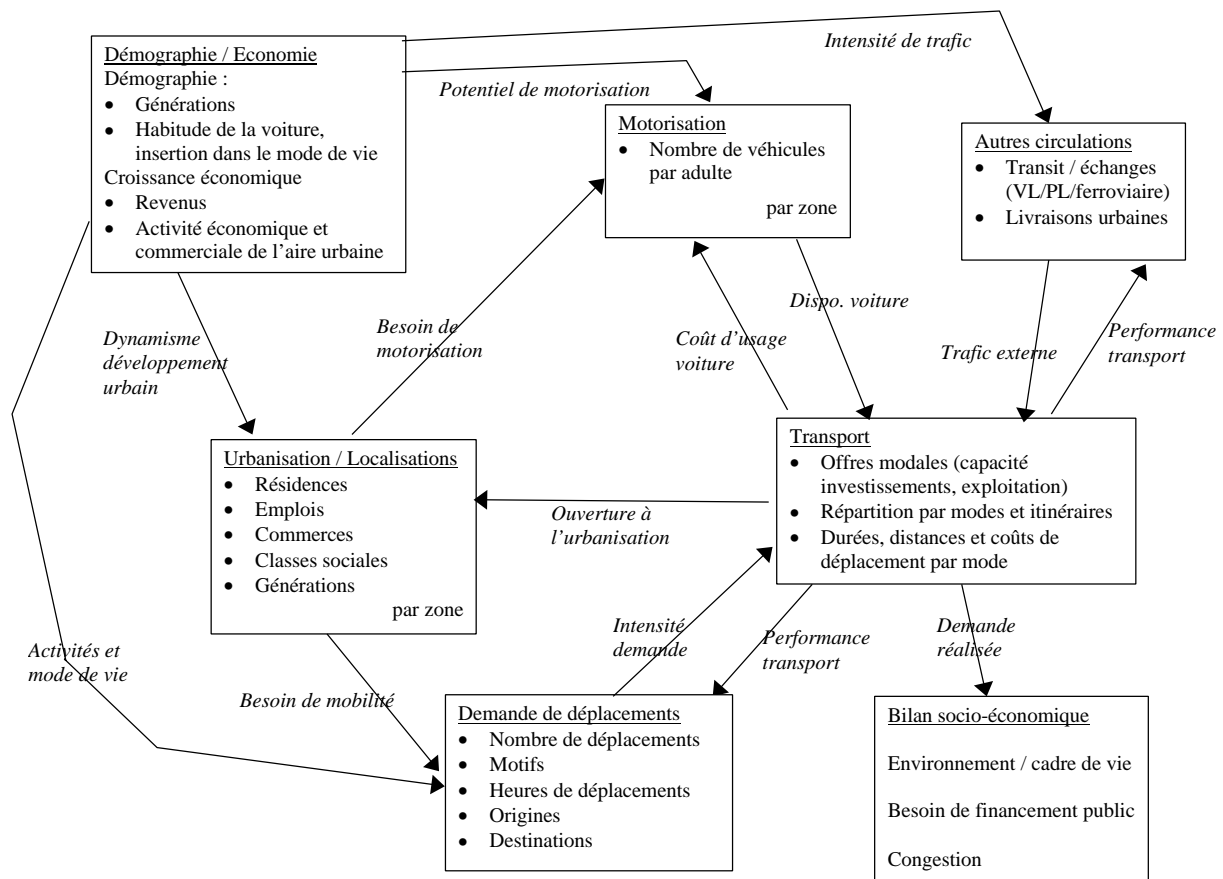 Démographie / Economie
Démographie :
• Générations
• Habitude de la voiture,
insertion dans le mode de vie
Croissance économique
• Revenus
• Activité économique et
commerciale de l’aire urbaine
Intensité de trafic
Potentiel de motorisation
Motorisation
• Nombre de véhicules
par adulte
par zone
Autres circulations
• Transit / échanges
(VL/PL/ferroviaire)
• Livraisons urbaines
Dynamisme
développement
urbain
Besoin de
motorisation
Coût d’usage
voiture
Dispo. voiture
Trafic externe
Performance
transport
Urbanisation / Localisations
• Résidences
• Emplois
• Commerces
• Classes sociales
• Générations
par zone
Ouverture à
l’urbanisation
Transport
• Offres modales (capacité
investissements, exploitation)
• Répartition par modes et itinéraires
• Durées, distances et coûts de
déplacement par mode
Activités et
mode de vie
Besoin de mobilité
Intensité
demande
Performance
transport
Demande
réalisée
Demande de déplacements
• Nombre de déplacements
• Motifs
• Heures de déplacements
• Origines
• Destinations
Bilan socio-économique
Environnement / cadre de vie
Besoin de financement public
Congestion